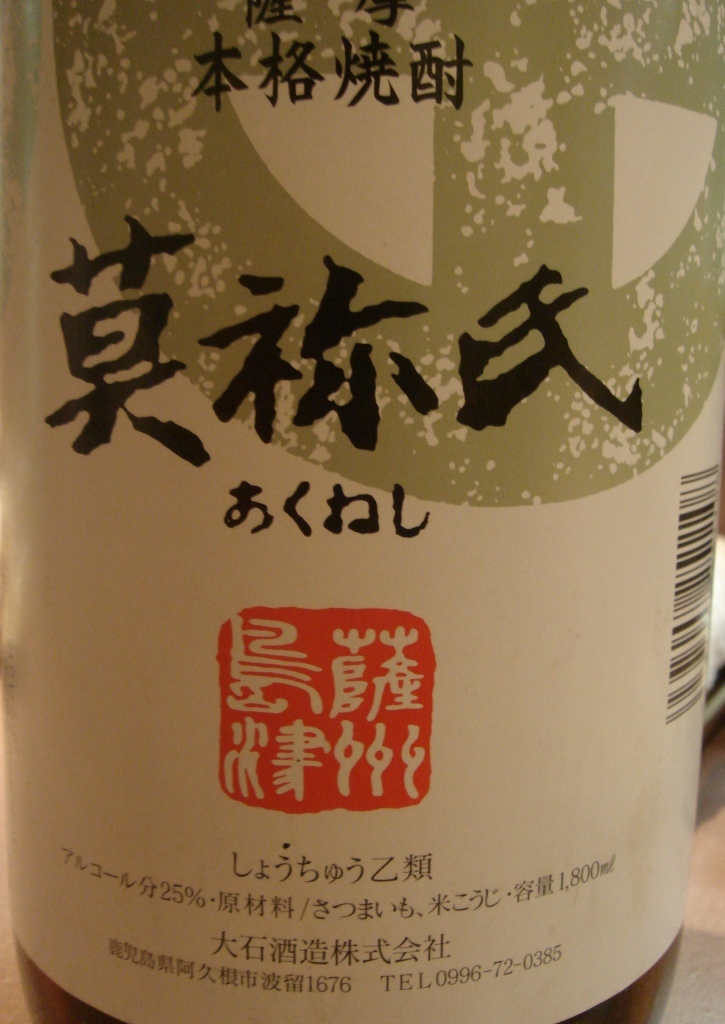 薩摩
本格焼酎
莫祢氏
あくねし
薩州
島津
しょうちゅう乙類
アルコール分25%・原材料/さつまいも、米こうじ・容量1,800ml
大石酒造株式会社
鹿児島県阿久根市波留1676 TEL0996-72-0385